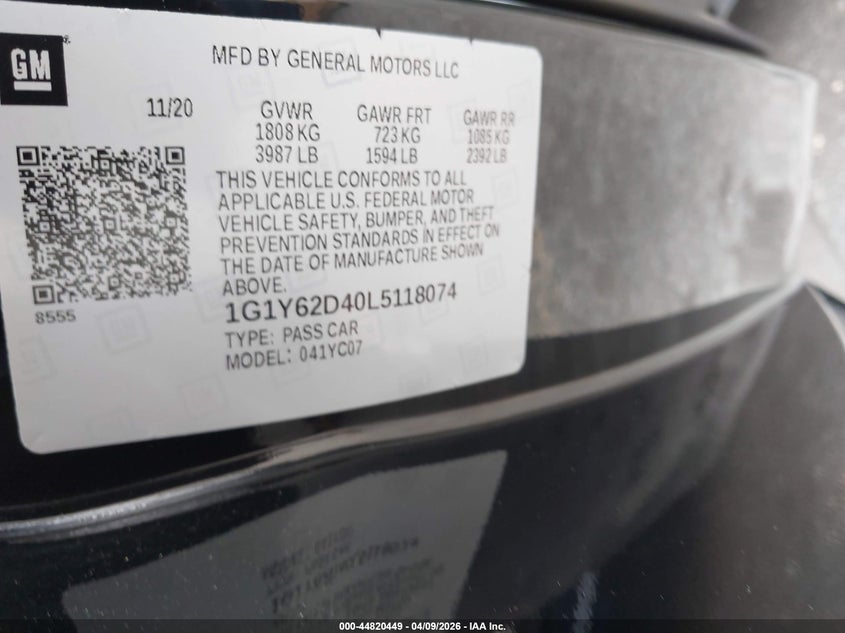 GM
MFD BY GENERAL MOTORS LLC
11/20 GVWR GAWR FRT GAWR RR
1808 KG 723 KG 1085 KG
3987 LB 1594 LB 2392 LB
THIS VEHICLE CONFORMS TO ALL
APPLICABLE U.S. FEDERAL MOTOR
VEHICLE SAFETY, BUMPER, AND THEFT
PREVENTION STANDARDS IN EFFECT ON
THE DATE OF MANUFACTURE SHOWN
ABOVE.
8555
1G1Y62D40L5118074
TYPE: PASS CAR
MODEL: 041YC07
000-44820449 - 04/09/2026 - IAA Inc.